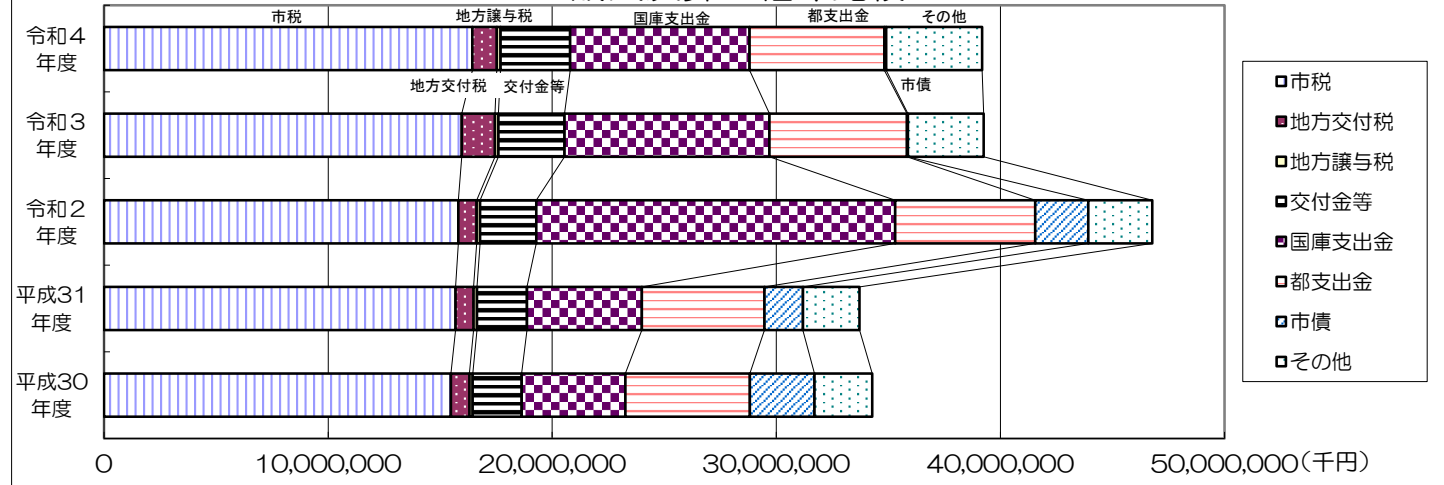 市税
地方譲与税
国庫支出金
都支出金
その他
令和4
年度
地方交付税
交付金等
市債
令和3
年度
令和2
年度
平成31
年度
平成30
年度
0
10,000,000
20,000,000
30,000,000
40,000,000
50,000,000(千円)
市税
地方交付税
地方譲与税
交付金等
国庫支出金
都支出金
市債
その他